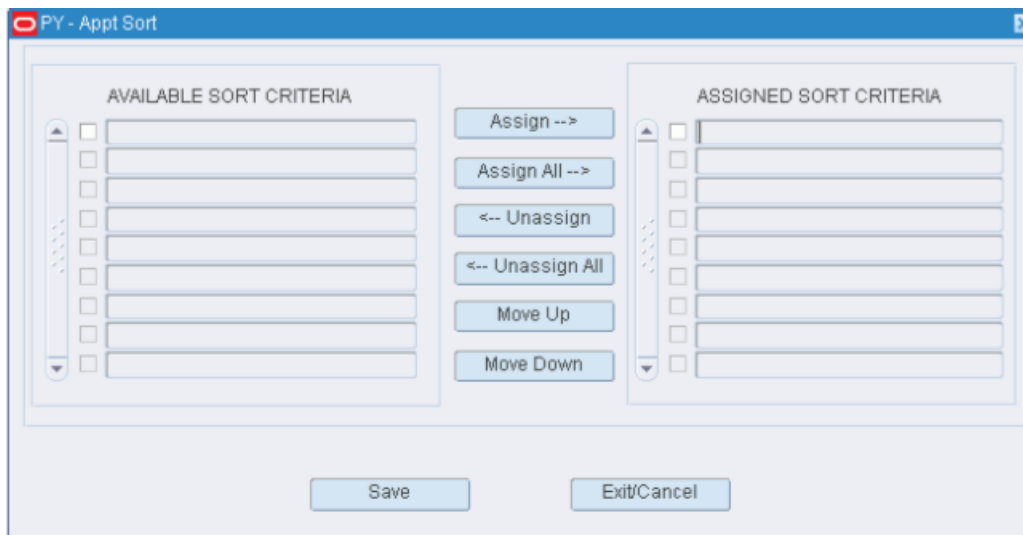 PY - Appt Sort
AVAILABLE SORT CRITERIA
ASSIGNED SORT CRITERIA
Assign -->
Assign All -->
<-- Unassign
<-- Unassign All
Move Up
Move Down
Save
Exit/Cancel